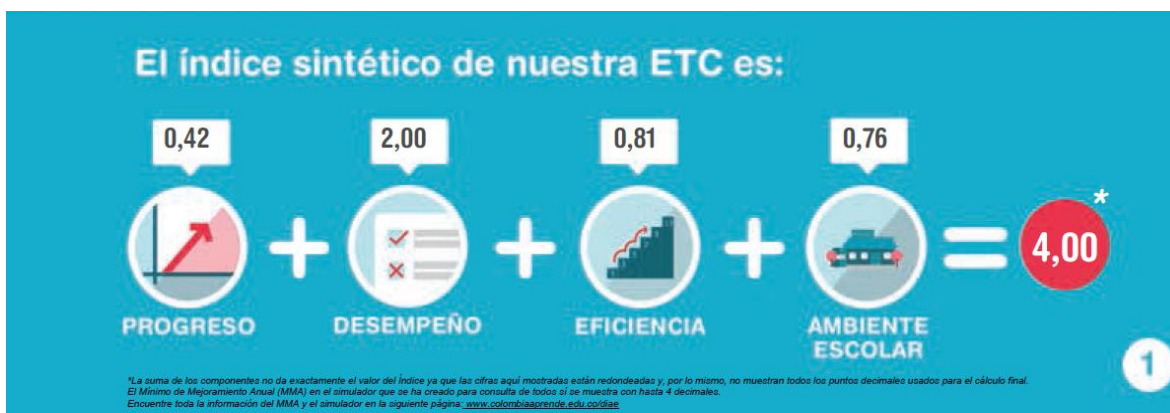 El índice sintético de nuestra ETC es:
0,42 2,00 0,81 0,76
*
4,00
PROGRESO DESEMPEÑO EFICIENCIA AMBIENTE
ESCOLAR
1
*La suma de los componentes no da exactamente el valor del Índice ya que las cifras aquí mostradas están redondeadas y, por lo mismo, no muestran todos los puntos decimales usados para el cálculo final.
El Mínimo de Mejoramiento Anual (MMA) en el simulador que se ha creado para consulta de todos sí se muestra con hasta 4 decimales.
Encuentre toda la información del MMA y el simulador en la siguiente página: www.colombiaaprende.edu.co/diae